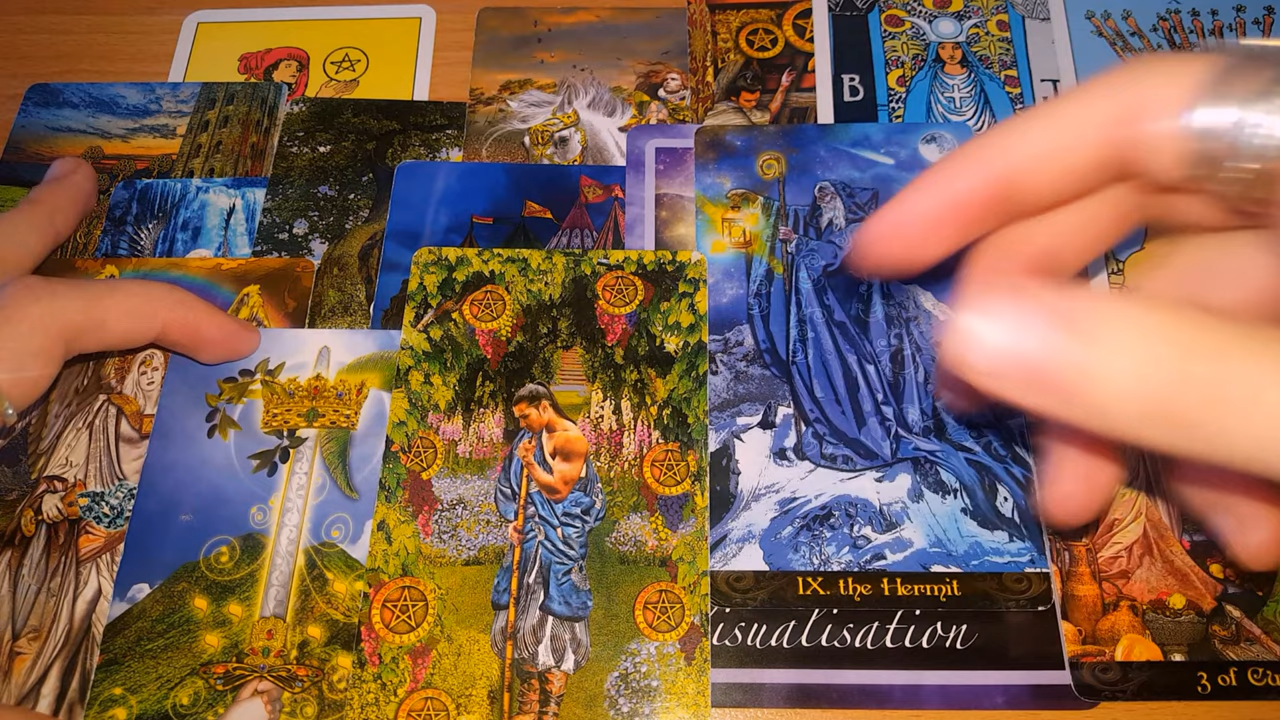 B
J
IX. the Hermit
isualisation
3 of Cu